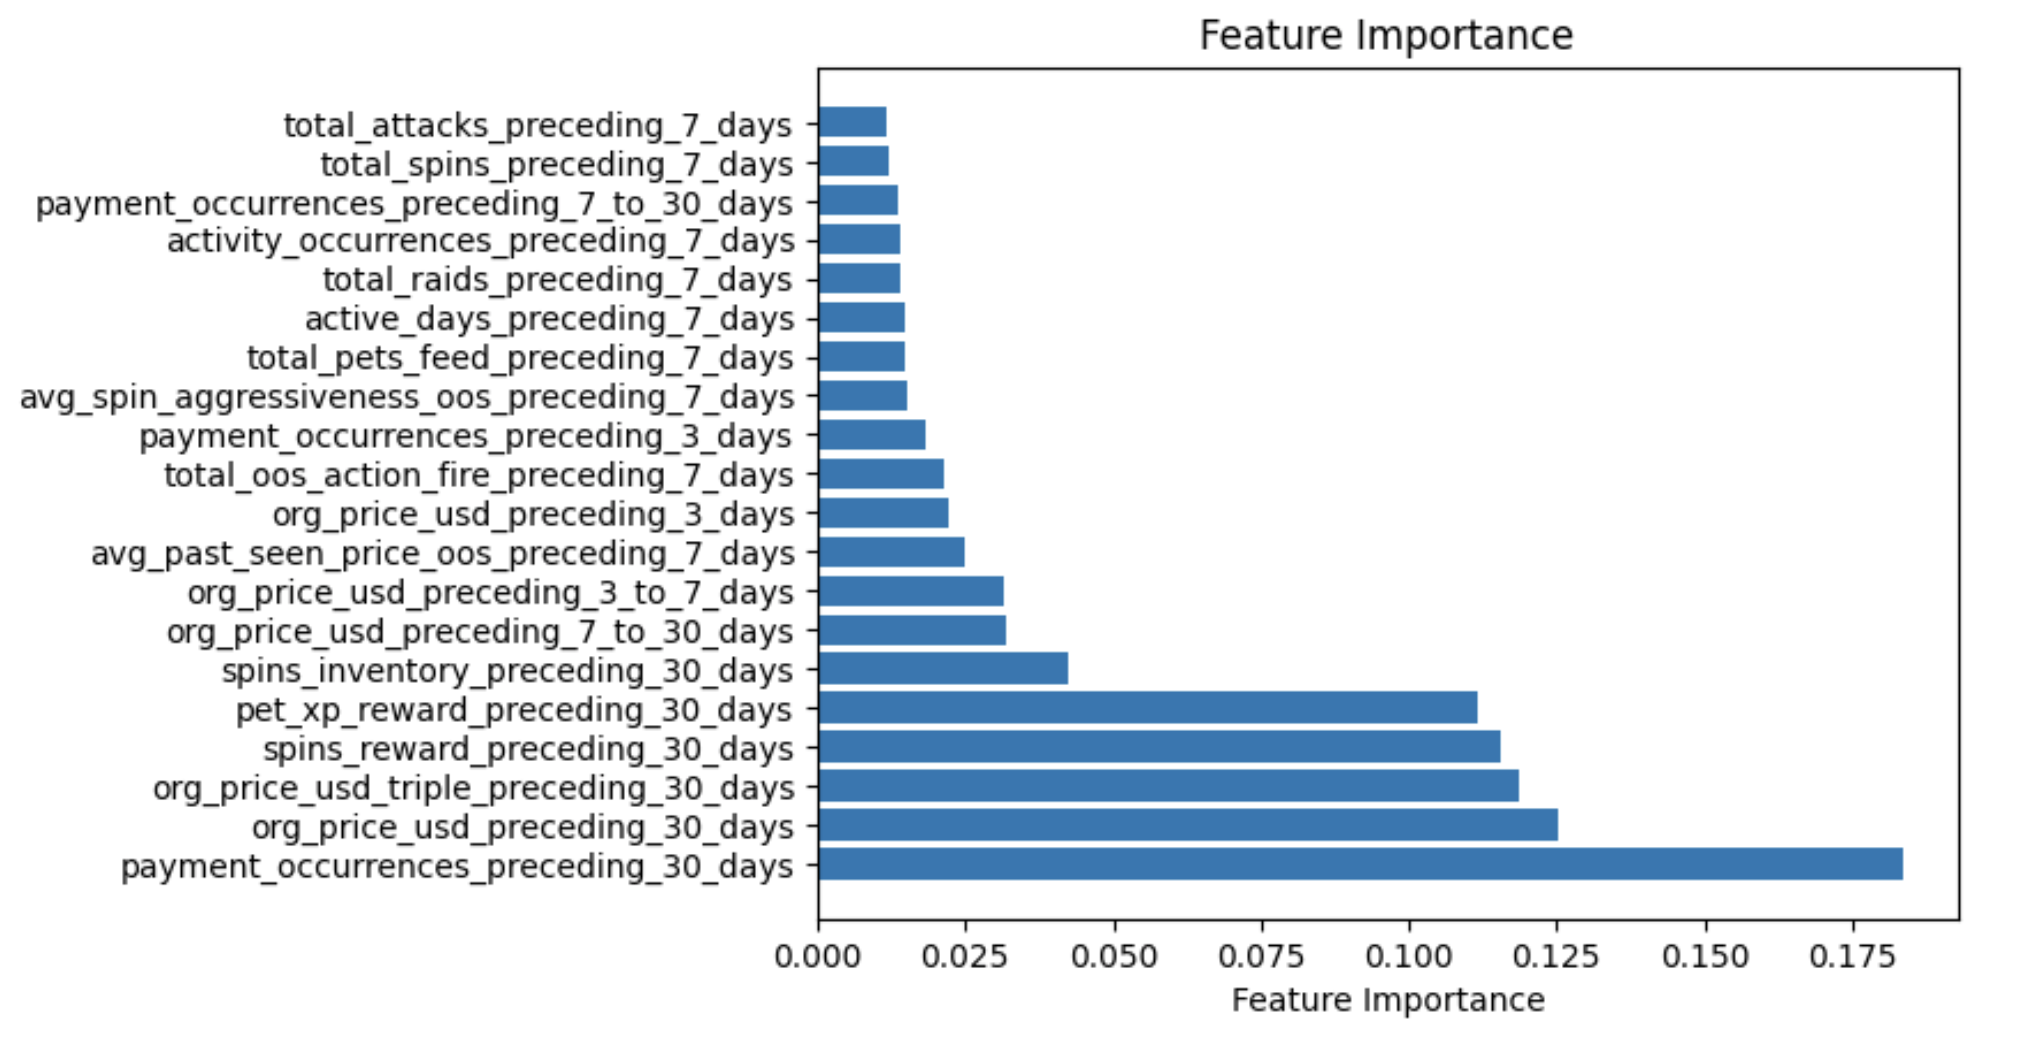 Feature Importance
total_attacks_preceding_7_days
total_spins_preceding_7_days
payment_occurrences_preceding_7_to_30_days
activity_occurrences_preceding_7_days
total_raids_preceding_7_days
active_days_preceding_7_days
total_pets_feed_preceding_7_days
avg_spin_aggressiveness_oos_preceding_7_days
payment_occurrences_preceding_3_days
total_oos_action_fire_preceding_7_days
org_price_usd_preceding_3_days
avg_past_seen_price_oos_preceding_7_days
org_price_usd_preceding_3_to_7_days
org_price_usd_preceding_7_to_30_days
spins_inventory_preceding_30_days
pet_xp_reward_preceding_30_days
spins_reward_preceding_30_days
org_price_usd_triple_preceding_30_days
org_price_usd_preceding_30_days
payment_occurrences_preceding_30_days
0.000 0.025 0.050 0.075 0.100 0.125 0.150 0.175
Feature Importance